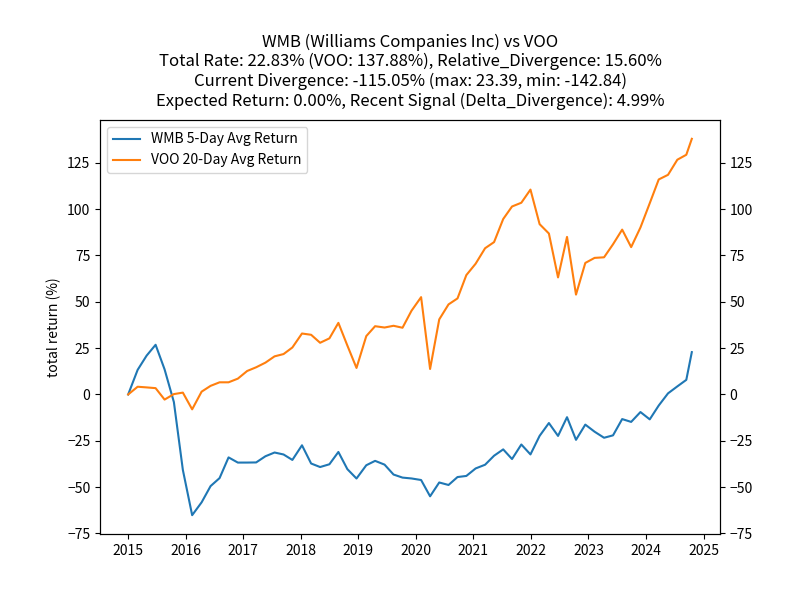 WMB (Williams Companies Inc) vs VOO
Total Rate: 22.83% (VOO: 137.88%), Relative_Divergence: 15.60%
Current Divergence: -115.05% (max: 23.39, min: -142.84)
Expected Return: 0.00%, Recent Signal (Delta_Divergence): 4.99%
WMB 5-Day Avg Return
VOO 20-Day Avg Return
total return (%)
125
100
75
50
25
0
−25
−50
−75
125
100
75
50
25
0
−25
−50
−75
2015 2016 2017 2018 2019 2020 2021 2022 2023 2024 2025